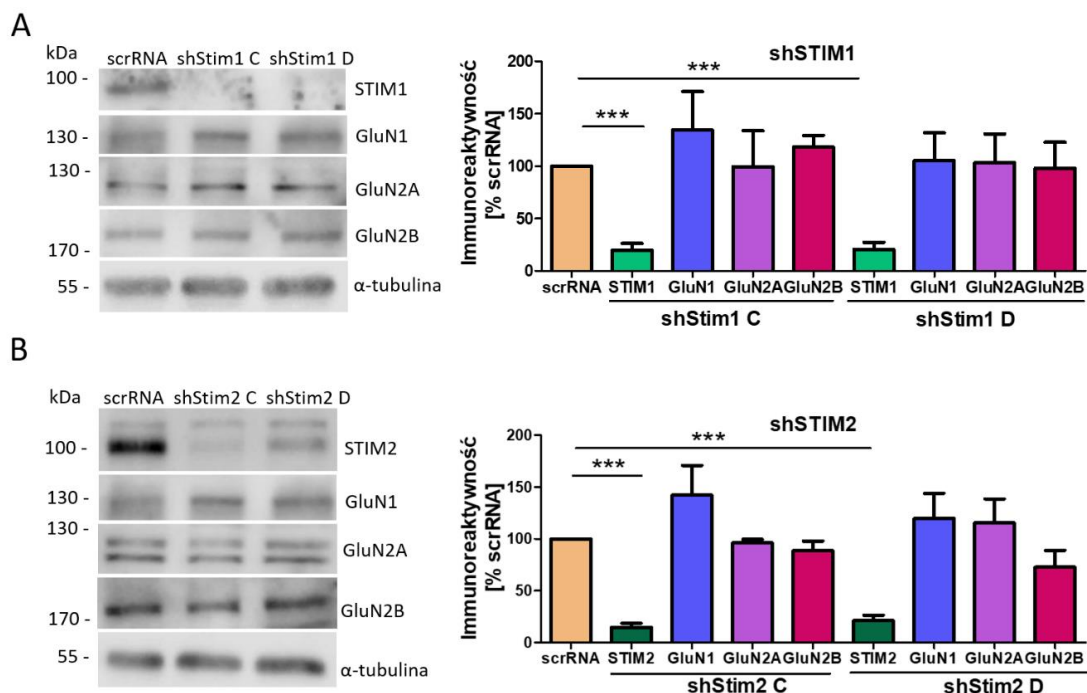 A
kDa
scrRNA shStim1 C shStim1 D
100 -
STIM1
130 -
GluN1
130 -
GluN2A
170 -
GluN2B
55 -
α-tubulina
shSTIM1
***
***
Immunoreaktywność
[% scrRNA]
200
150
100
50
0
scrRNA STIM1 GluN1 GluN2A GluN2B STIM1 GluN1 GluN2A GluN2B
shStim1 C shStim1 D
B
kDa
scrRNA shStim2 C shStim2 D
100 -
STIM2
130 -
GluN1
130 -
GluN2A
170 -
GluN2B
55 -
α-tubulina
shSTIM2
***
***
Immunoreaktywność
[% scrRNA]
200
150
100
50
0
scrRNA STIM2 GluN1 GluN2A GluN2B STIM2 GluN1 GluN2A GluN2B
shStim2 C shStim2 D